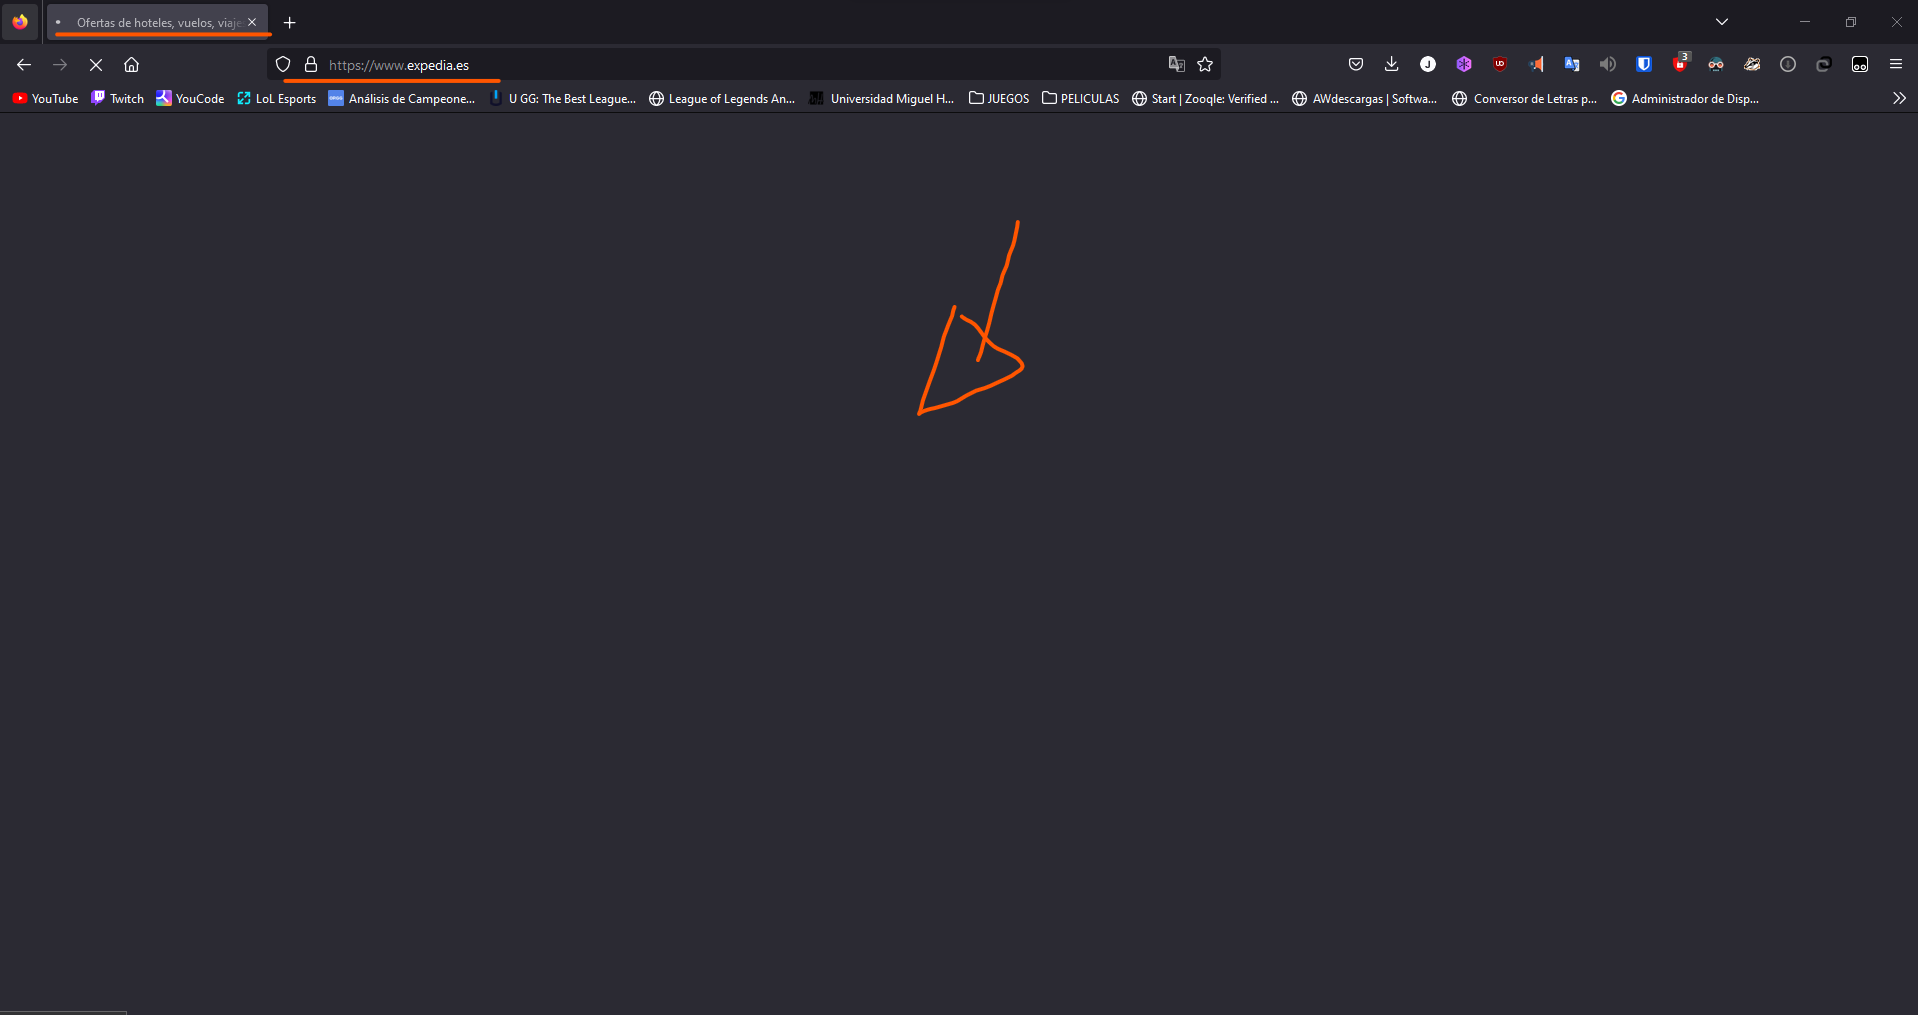 Ofertas de hoteles, vuelos, viaje
https://www.expedia.es
3
YouTube Twitch YouCode LoL Esports Análisis de Campeone... U GG: The Best League... League of Legends An... Universidad Miguel H... JUEGOS PELICULAS Start | Zooqle: Verified ... AWdescargas | Softwa... Conversor de Letras p... Administrador de Disp...